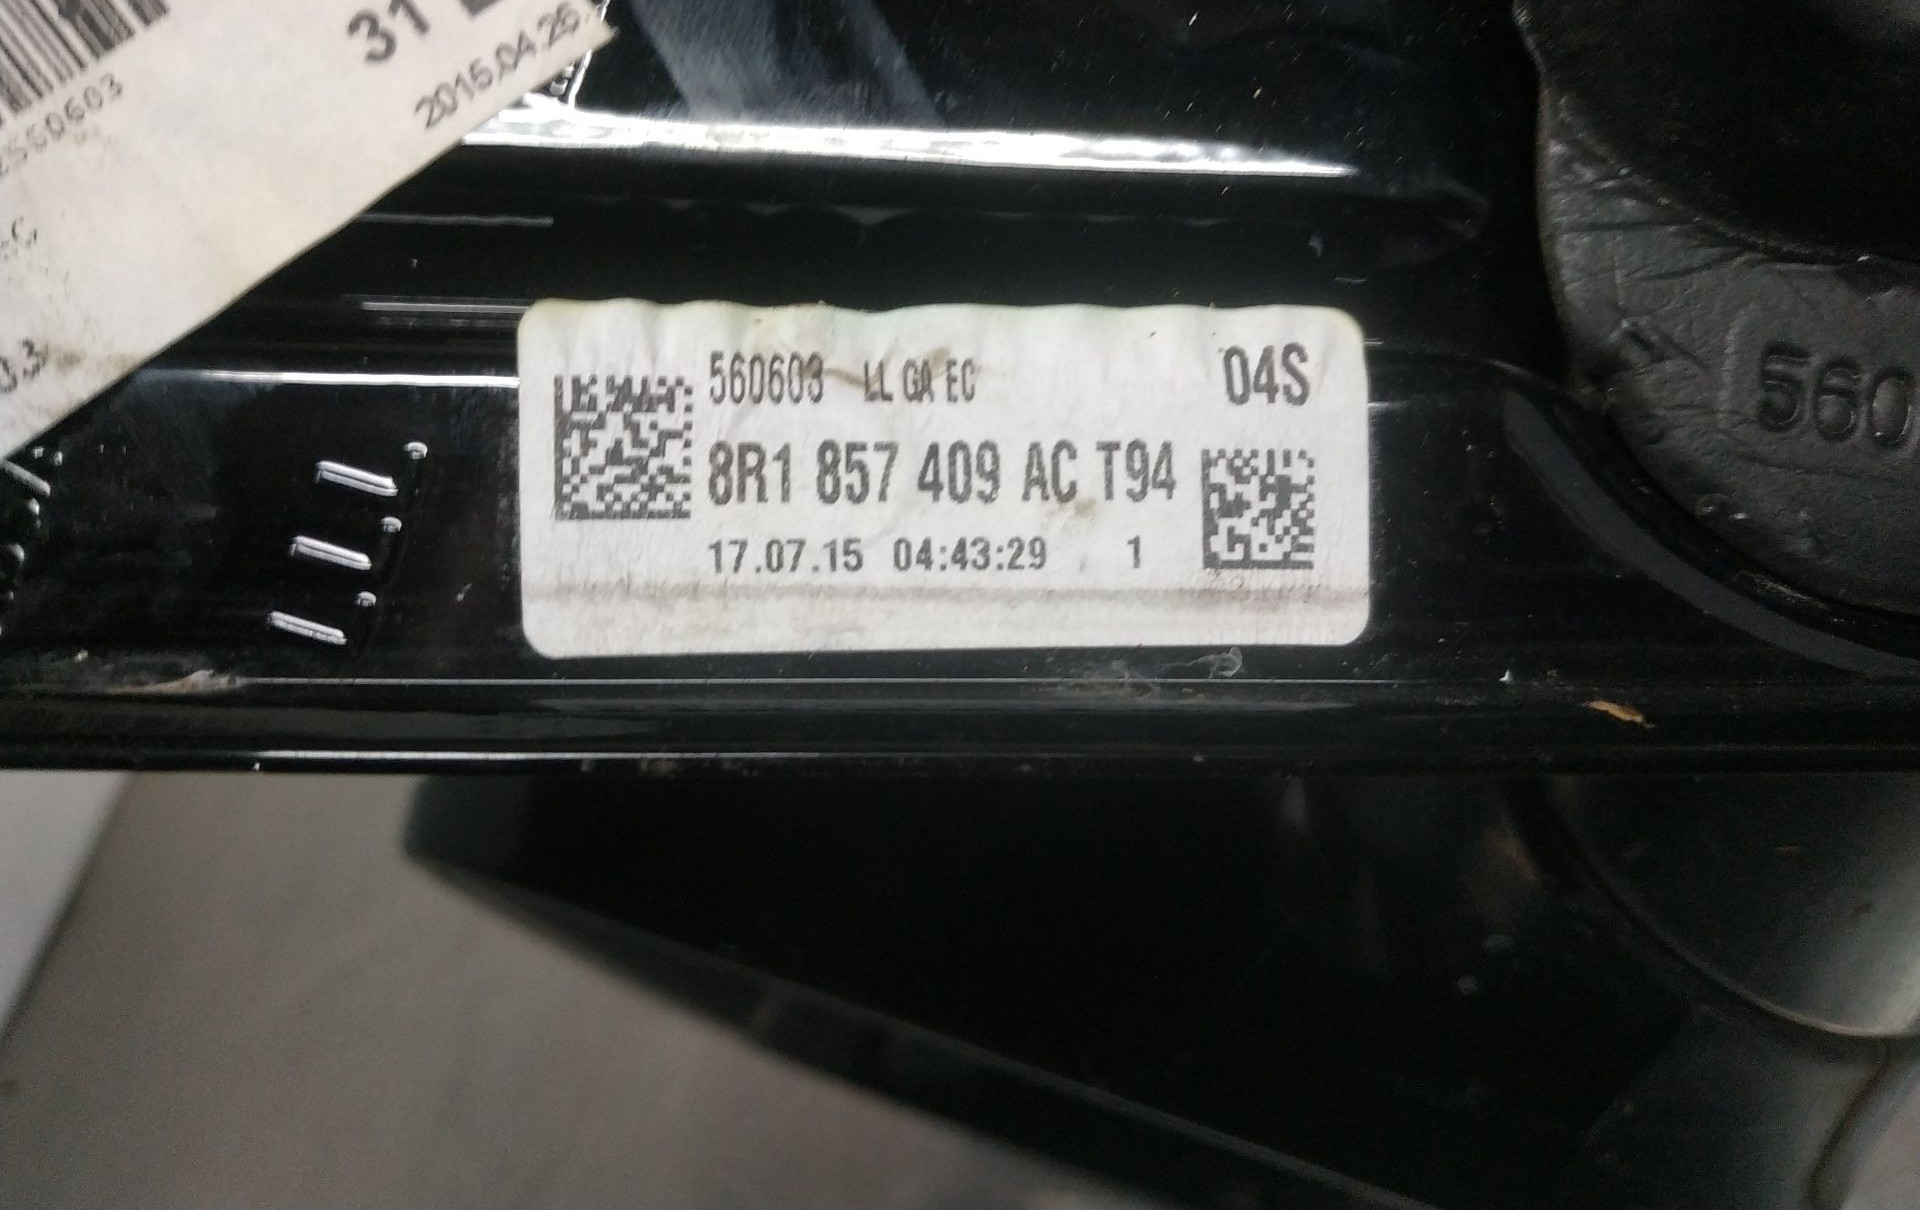 31
2015.04.26.
560603 LL GA EC 04S
8R1 857 409 AC T94
17.07.15 04:43:29 1
560